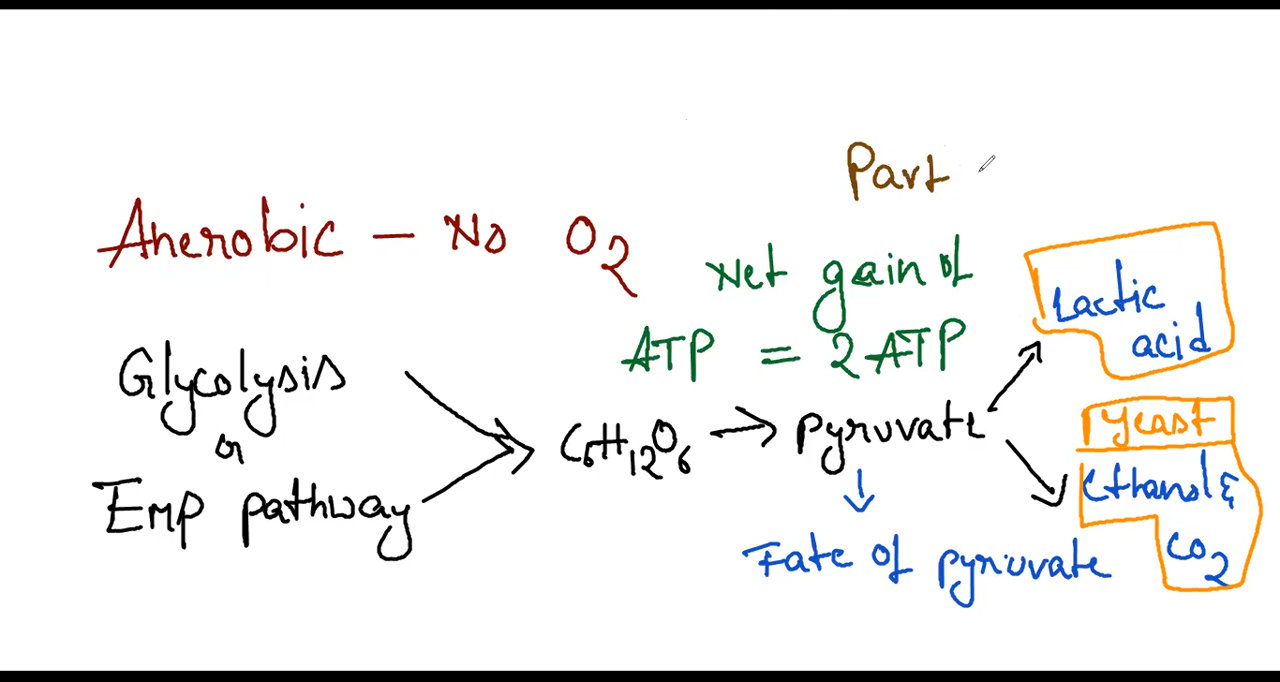 Part
Anerobic - No O2
Net gain of
ATP = 2 ATP
Lactic
acid
Glycolysis
or
Emp pathway
C6H12O6 → pyruvate
yeast
Ethanol &
CO2
Fate of pyruvate